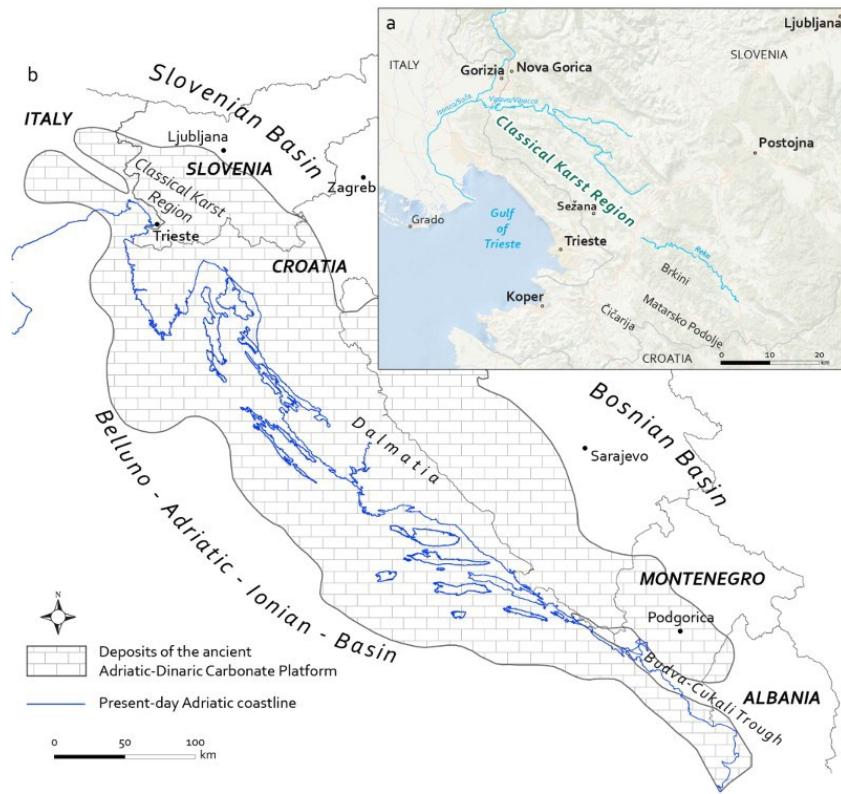 a
Ljubljana
ITALY
SLOVENIA
Gorizia
Nova Gorica
Isonzo/Soča
Vipava/Vipacco
Classical Karst Region
Postojna
Sežana
Grado
Gulf
of
Trieste
Trieste
Reka
Brkini
Koper
Matarsko Podolje
Čičarija
CROATIA
0 10 20
km
b
Slovenian Basin
ITALY
Ljubljana
SLOVENIA
Zagreb
Classical Karst
Region
Trieste
CROATIA
Dalmatia
Bosnian Basin
Sarajevo
Belluno - Adriatic - Ionian - Basin
MONTENEGRO
Podgorica
Budva-Cukali Trough
ALBANIA
N
Deposits of the ancient
Adriatic-Dinaric Carbonate Platform
Present-day Adriatic coastline
0 50 100
km